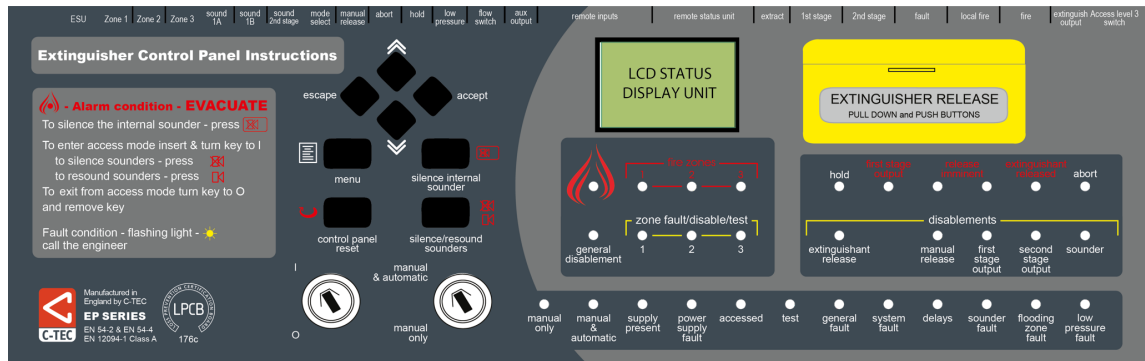 ESU Zone 1 Zone 2 Zone 3 sound 1A sound 1B sound 2nd stage mode select manual release abort hold low pressure flow switch aux output remote inputs remote status unit extract 1st stage 2nd stage fault local fire fire extinguish output Access level 3 switch
Extinguisher Control Panel Instructions
- Alarm condition - EVACUATE
To silence the internal sounder - press
To enter access mode insert & turn key to I
to silence sounders - press
to resound sounders - press
To exit from access mode turn key to O
and remove key
Fault condition - flashing light -
call the engineer
Manufactured in
England by C-TEC
EP SERIES
EN 54-2 & EN 54-4
EN 12094-1 Class A
C-TEC
LOSS PREVENTION CERTIFICATION BOARD
LPCB
176c
escape
accept
menu
silence internal
sounder
control panel
reset
silence/resound
sounders
I
O
manual
& automatic
manual
only
LCD STATUS
DISPLAY UNIT
EXTINGUISHER RELEASE
PULL DOWN and PUSH BUTTONS
1 2 3
zone fault/disable/test
general
disablement
1 2 3
hold
first stage
output
release
imminent
extinguishant
released
abort
disablements
extinguishant
release
manual
release
first
stage
output
second
stage
output
sounder
manual
only
manual
&
automatic
supply
present
power
supply
fault
accessed
test
general
fault
system
fault
delays
sounder
fault
flooding
zone
fault
low
pressure
fault